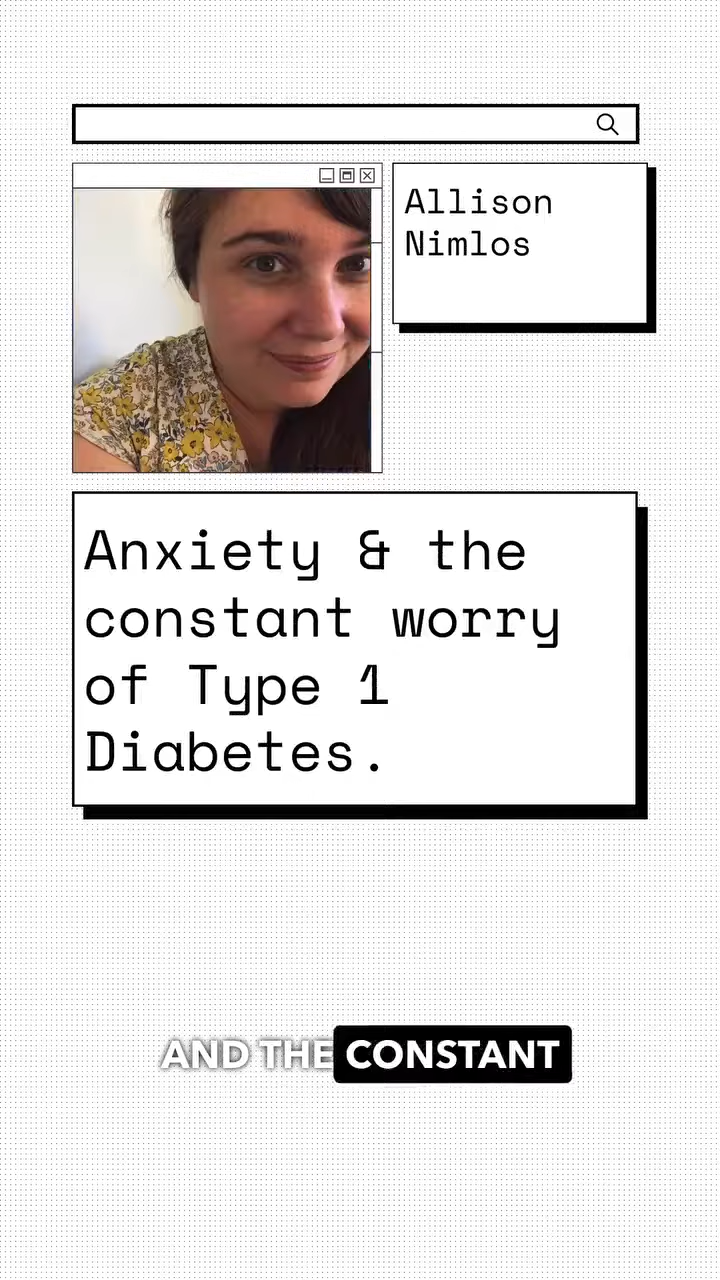 Allison
Nimlos
Anxiety & the
constant worry
of Type 1
Diabetes.
AND THE CONSTANT